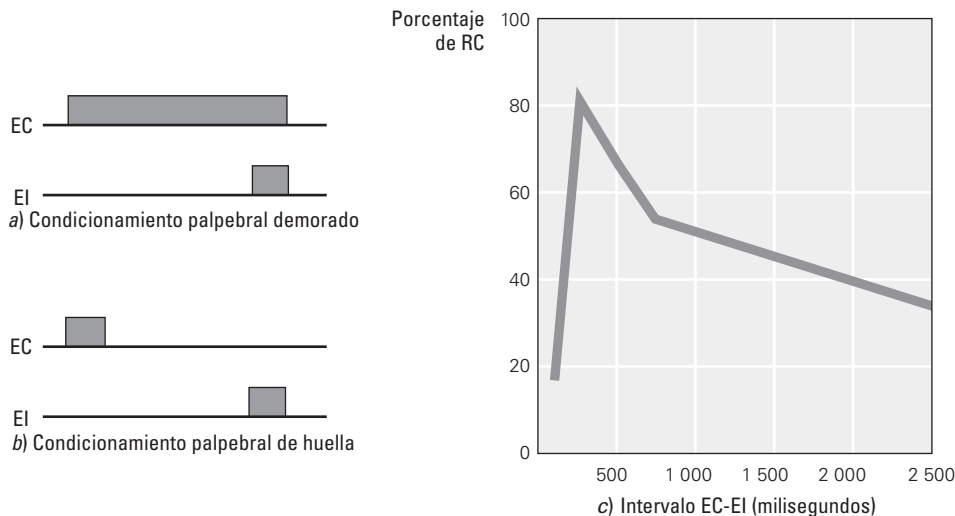 EC
EI
a) Condicionamiento palpebral demorado
EC
EI
b) Condicionamiento palpebral de huella
Porcentaje
de RC
100
80
60
40
20
0
500 1 000 1 500 2 000 2 500
c) Intervalo EC-EI (milisegundos)